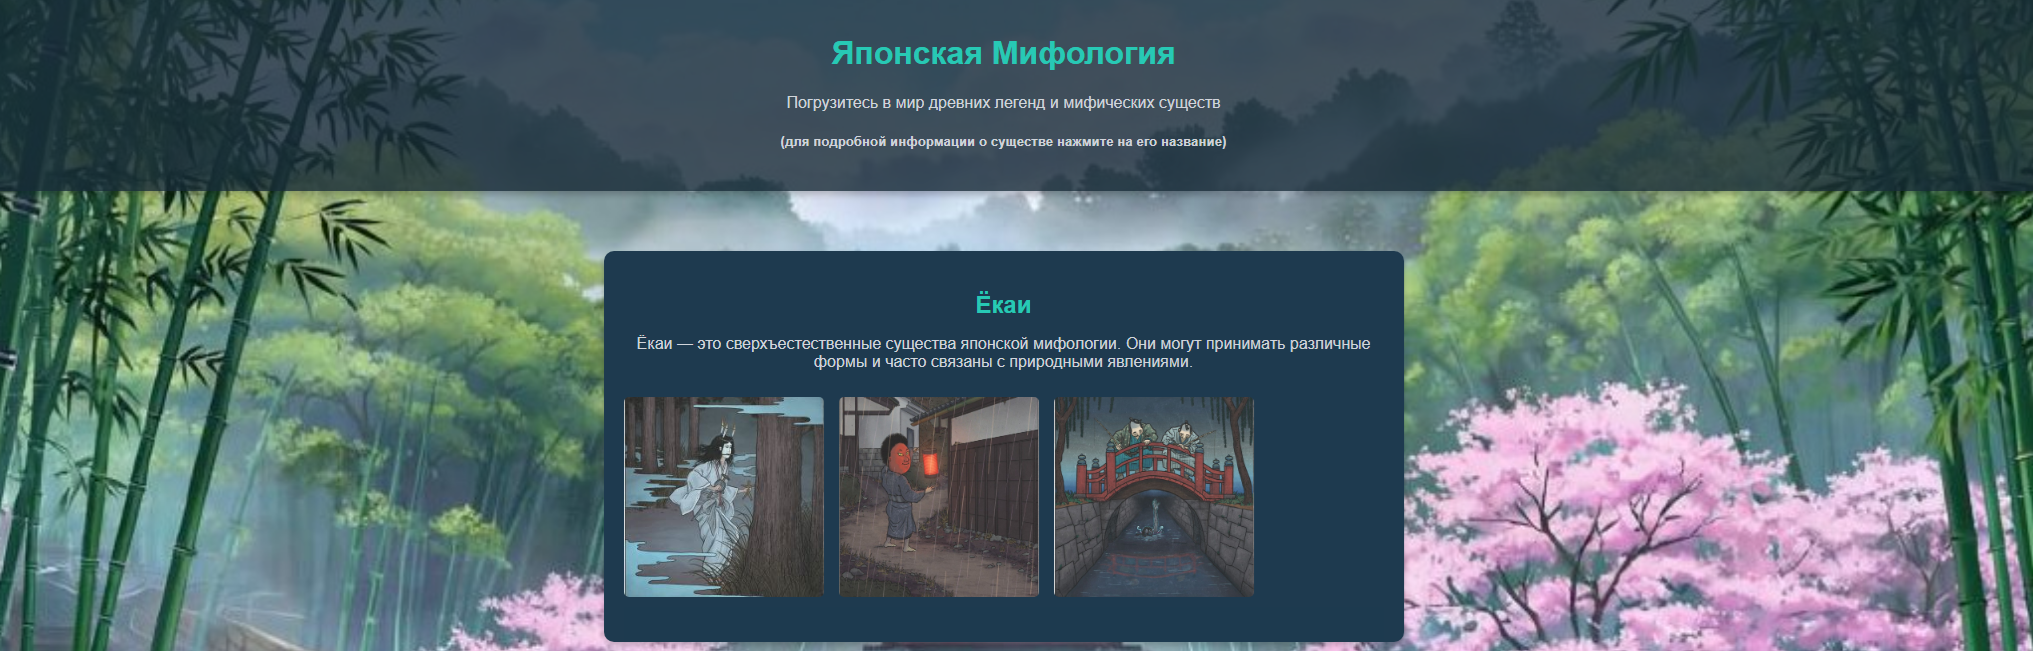 Японская Мифология
Погрузитесь в мир древних легенд и мифических существ
(для подробной информации о существе нажмите на его название)
Ёкаи
Ёкаи — это сверхъестественные существа японской мифологии. Они могут принимать различные
формы и часто связаны с природными явлениями.